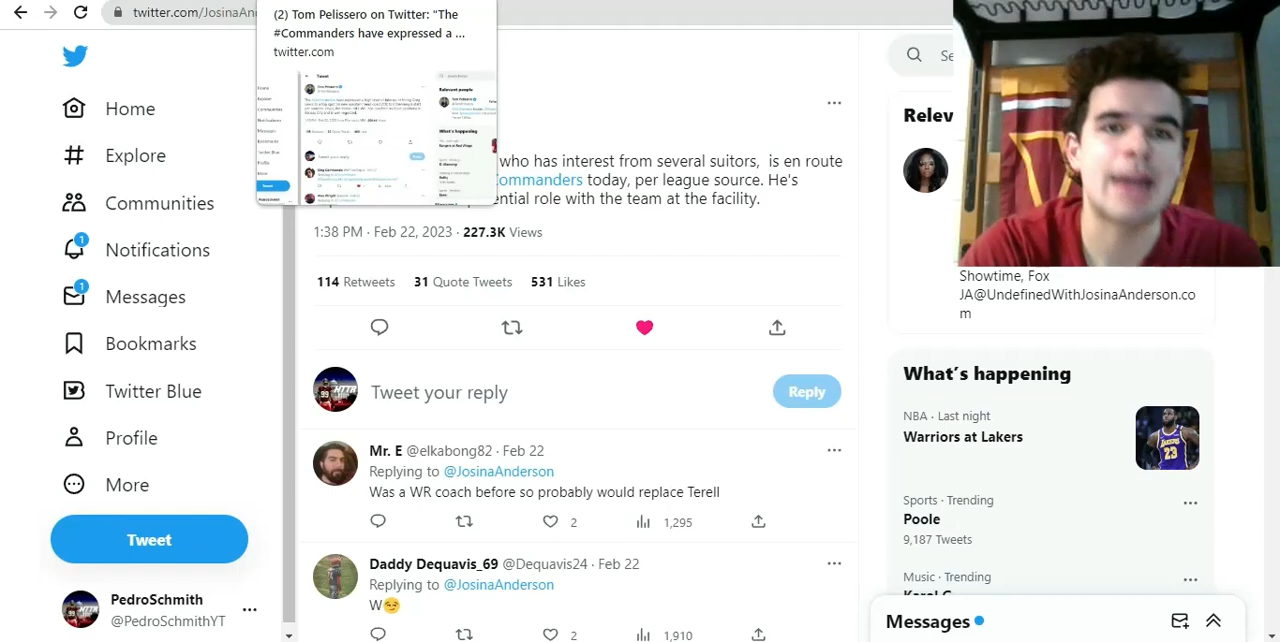 twitter.com/JosinaAn
(2) Tom Pelissero on Twitter: "The
#Commanders have expressed a ...
twitter.com
Home
Explore
Communities
Notifications
1
Messages
1
Bookmarks
Twitter Blue
Profile
More
Tweet
PedroSchmith
@PedroSchmithYT
who has interest from several suitors, is en route
ommanders today, per league source. He's
ential role with the team at the facility.
1:38 PM · Feb 22, 2023 · 227.3K Views
114 Retweets 31 Quote Tweets 531 Likes
Tweet your reply
Reply
Mr. E @elkabong82 · Feb 22
Replying to @JosinaAnderson
Was a WR coach before so probably would replace Terell
2 1,295
Daddy Dequavis_69 @Dequavis24 · Feb 22
Replying to @JosinaAnderson
W😏
2 1,910
Se
Relev
Showtime, Fox
JA@UndefinedWithJosinaAnderson.co
m
What's happening
NBA · Last night
Warriors at Lakers
Sports · Trending
Poole
9,187 Tweets
Music · Trending
Messages